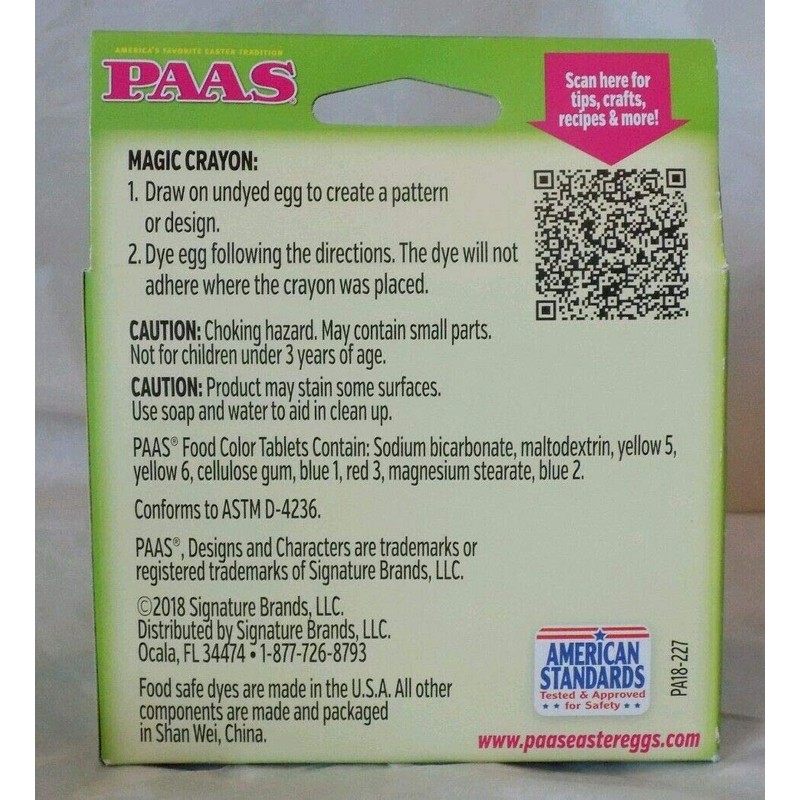 AMERICA'S FAVORITE EASTER TRADITION
PAAS®
Scan here for
tips, crafts,
recipes & more!
MAGIC CRAYON:
1. Draw on undyed egg to create a pattern
or design.
2. Dye egg following the directions. The dye will not
adhere where the crayon was placed.
CAUTION: Choking hazard. May contain small parts.
Not for children under 3 years of age.
CAUTION: Product may stain some surfaces.
Use soap and water to aid in clean up.
PAAS® Food Color Tablets Contain: Sodium bicarbonate, maltodextrin, yellow 5,
yellow 6, cellulose gum, blue 1, red 3, magnesium stearate, blue 2.
Conforms to ASTM D-4236.
PAAS®, Designs and Characters are trademarks or
registered trademarks of Signature Brands, LLC.
©2018 Signature Brands, LLC.
Distributed by Signature Brands, LLC.
Ocala, FL 34474 • 1-877-726-8793
Food safe dyes are made in the U.S.A. All other
components are made and packaged
in Shan Wei, China.
AMERICAN
STANDARDS
Tested & Approved
for Safety
PA18-227
www.paaseastereggs.com